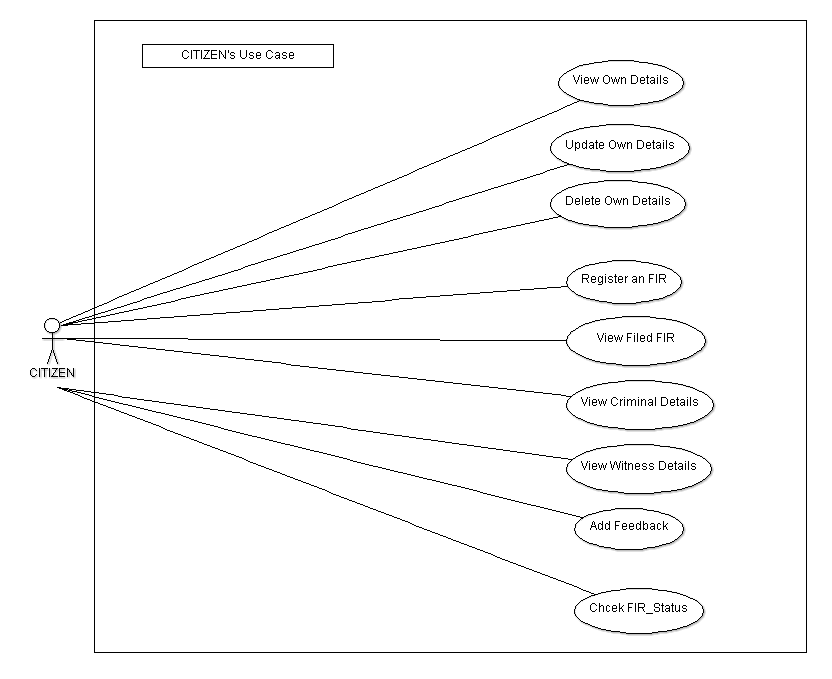 CITIZEN's Use Case
View Own Details
Update Own Details
Delete Own Details
Register an FIR
View Filed FIR
CITIZEN
View Criminal Details
View Witness Details
Add Feedback
Chcek FIR_Status